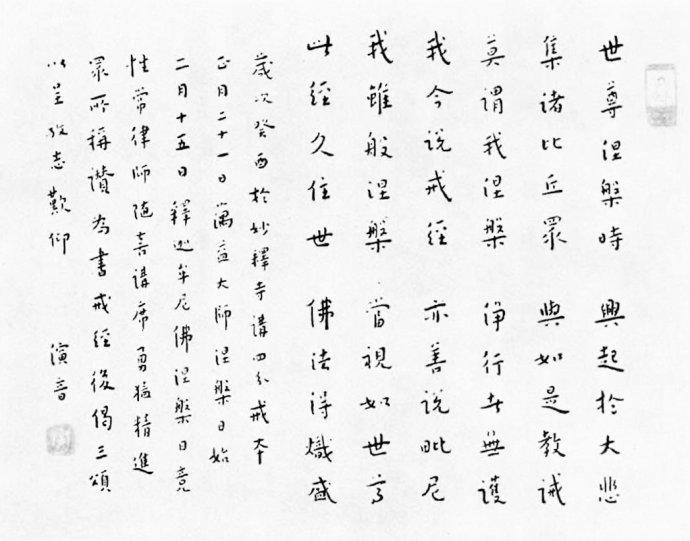 世尊涅槃時 興起於大悲
集諸比丘眾 與如是教誡
莫謂我涅槃 淨行者無護
我今說戒經 亦善說毗尼
我雖般涅槃 當視如世尊
此經久住世 佛法得熾盛
歲次癸酉於妙釋寺講四分戒本
正月二十一日蕅益大師涅槃日始
二月十五日釋迦牟尼佛涅槃日竟
性常律師隨喜講席勇猛精進
眾所稱讚為書戒經後偈三頌
以呈致志歎仰 演音